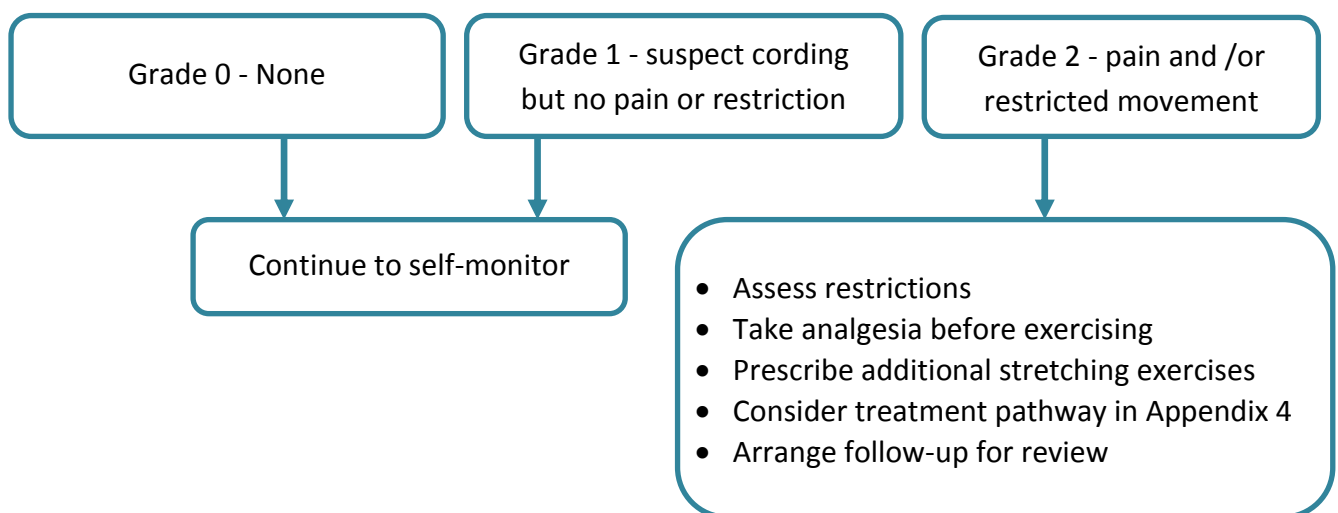 Grade 0 - None
Grade 1 - suspect cording
but no pain or restriction
Grade 2 - pain and /or
restricted movement
Continue to self-monitor
• Assess restrictions
• Take analgesia before exercising
• Prescribe additional stretching exercises
• Consider treatment pathway in Appendix 4
• Arrange follow-up for review